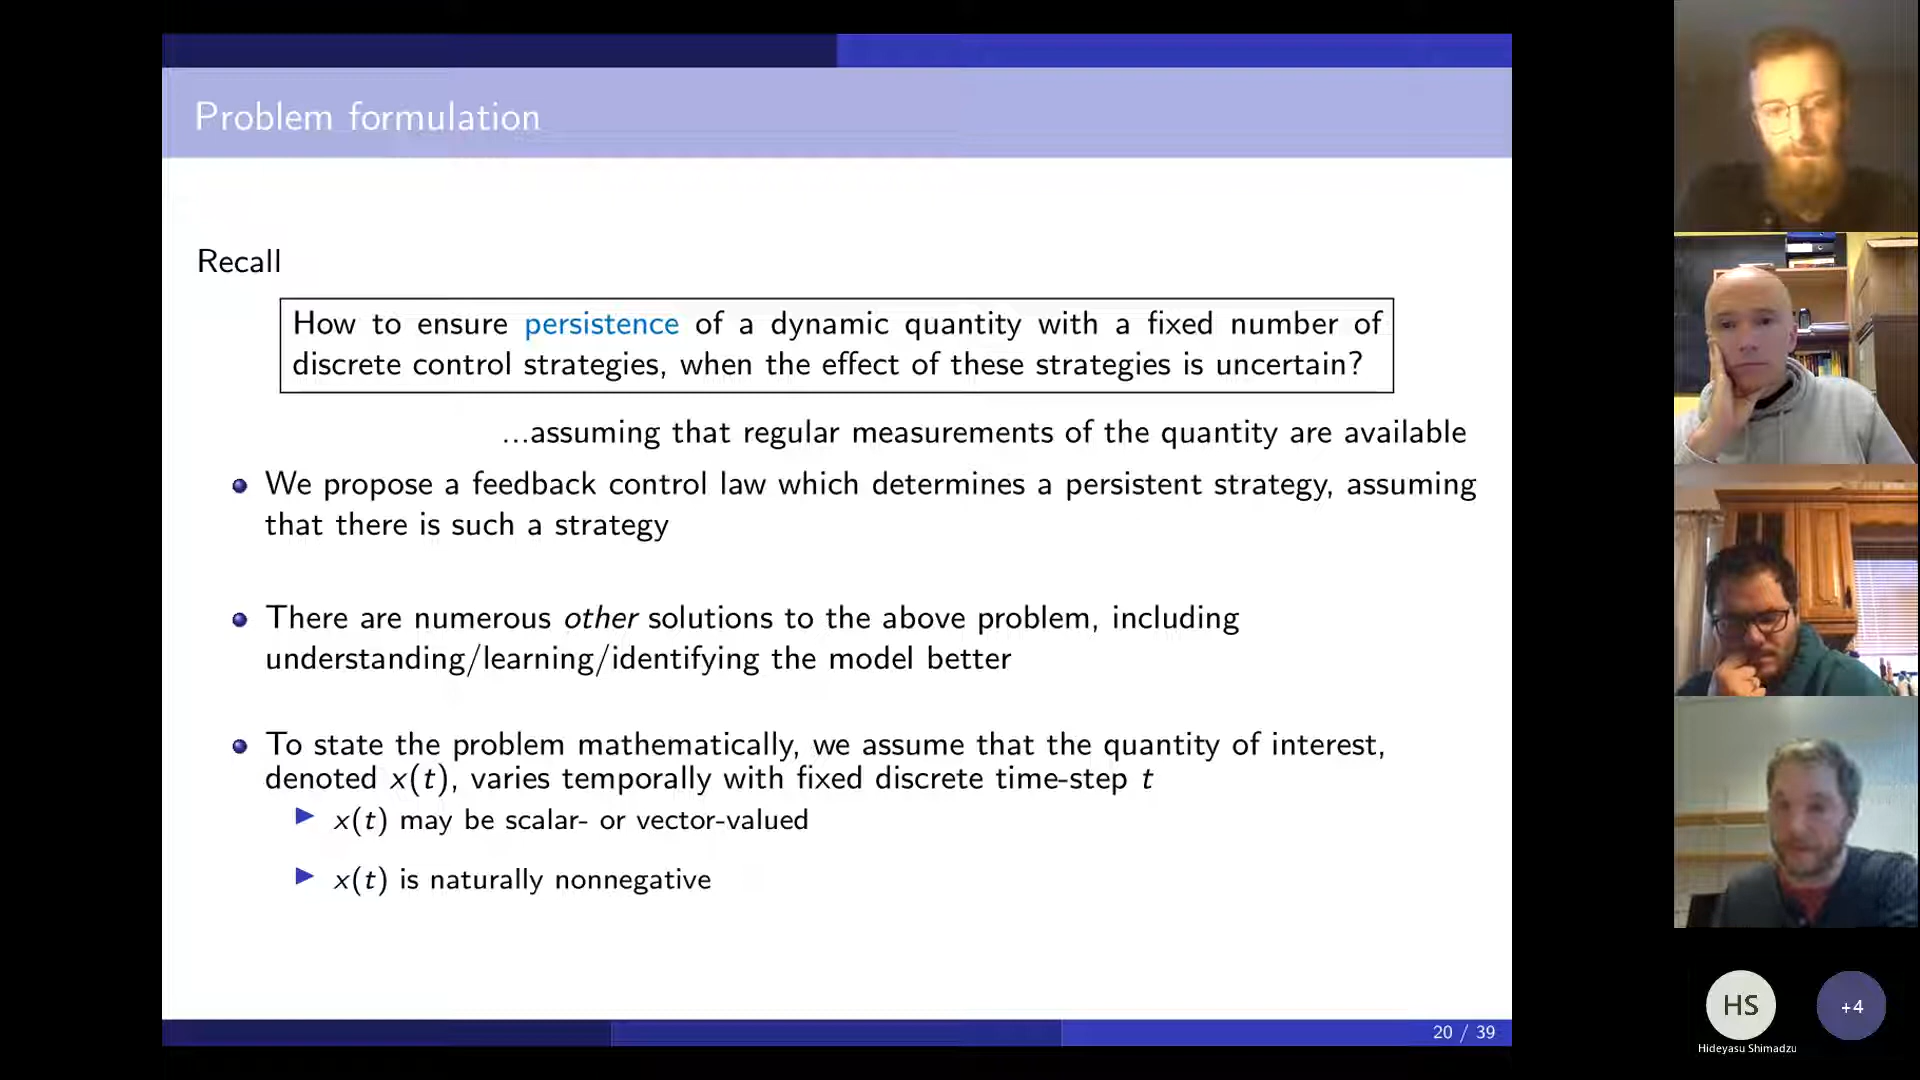 Problem formulation
Recall
How to ensure persistence of a dynamic quantity with a fixed number of
discrete control strategies, when the effect of these strategies is uncertain?
...assuming that regular measurements of the quantity are available
We propose a feedback control law which determines a persistent strategy, assuming
that there is such a strategy
There are numerous other solutions to the above problem, including
understanding/learning/identifying the model better
To state the problem mathematically, we assume that the quantity of interest,
denoted x(t), varies temporally with fixed discrete time-step t
x(t) may be scalar- or vector-valued
x(t) is naturally nonnegative
20 / 39
HS
+4
Hideyasu Shimadzu